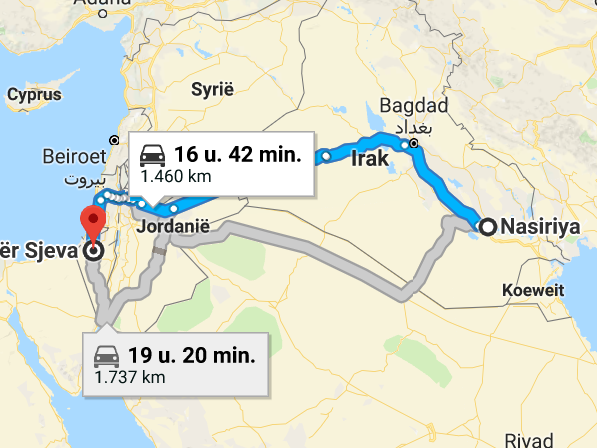 Adana
Cyprus
Syrië
Bagdad
بغداد
Beiroet
بيروت
16 u. 42 min.
1.460 km
Irak
Nasiriya
Jordanië
ër Sjeva
Koeweit
19 u. 20 min.
1.737 km
Riyad